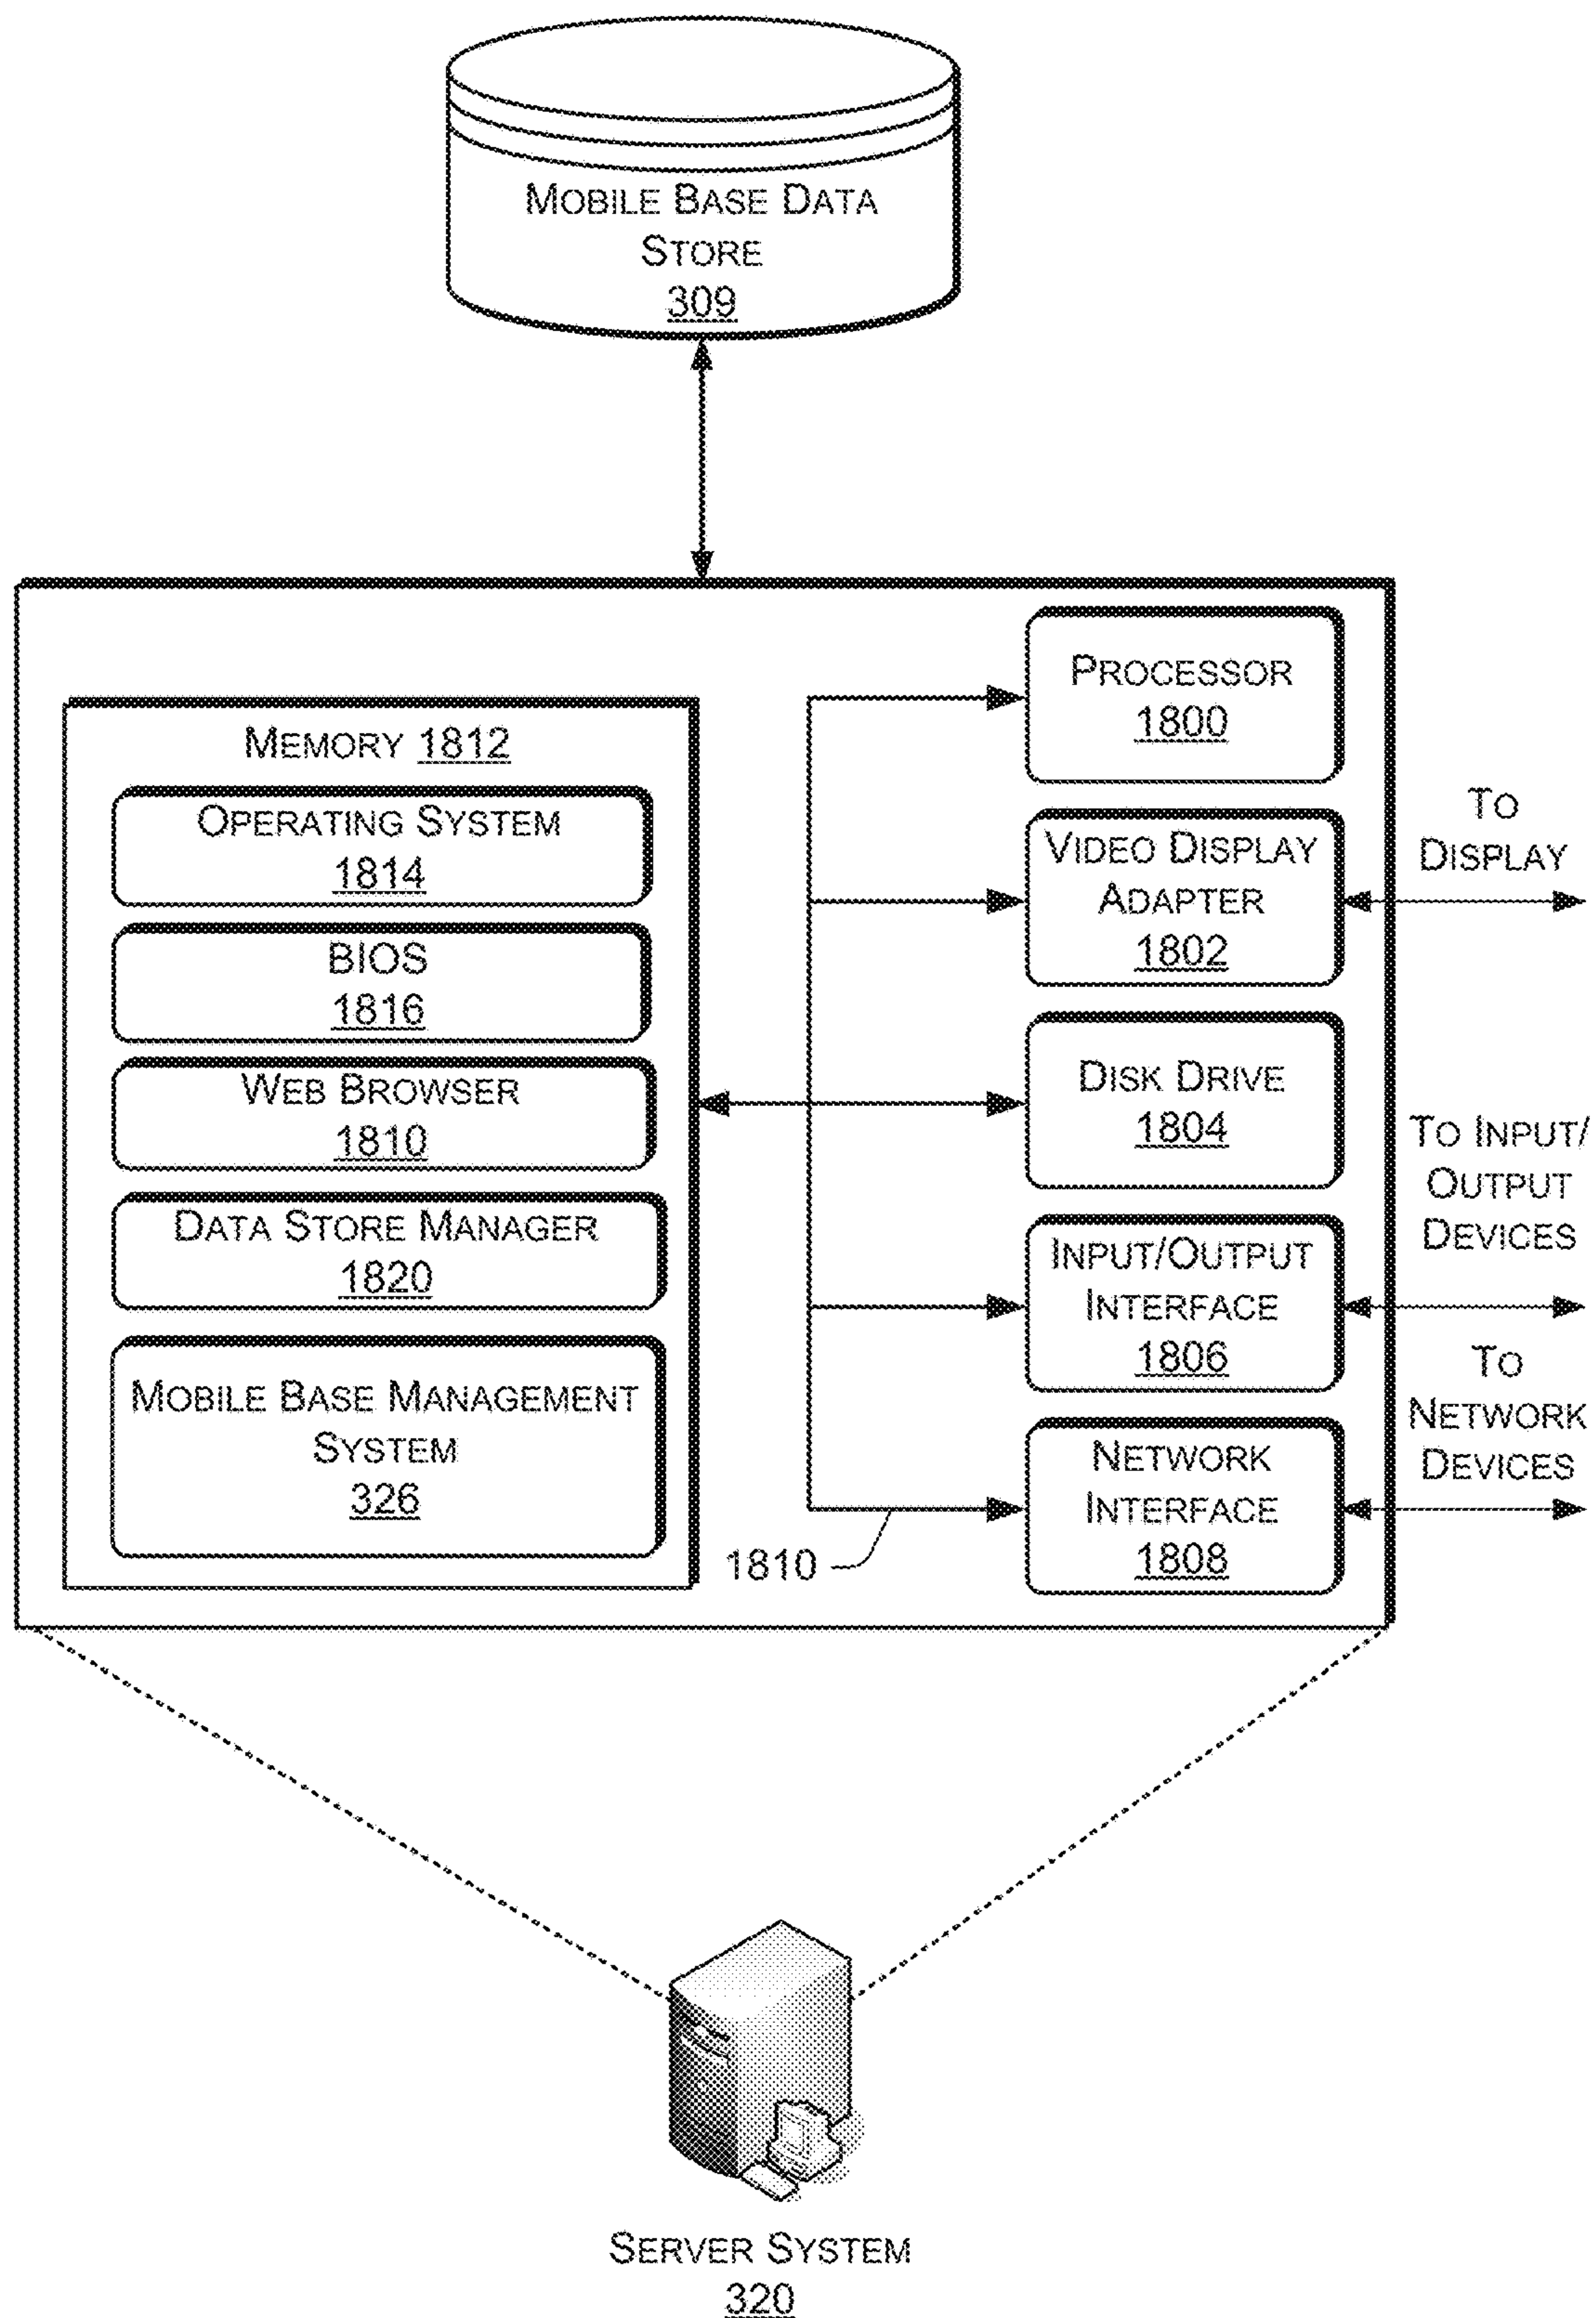 MOBILE BASE DATA
STORE
309
MEMORY 1812
OPERATING SYSTEM
1814
BIOS
1816
WEB BROWSER
1810
DATA STORE MANAGER
1820
MOBILE BASE MANAGEMENT
SYSTEM
326
PROCESSOR
1800
VIDEO DISPLAY
ADAPTER
1802
DISK DRIVE
1804
INPUT/OUTPUT
INTERFACE
1806
NETWORK
INTERFACE
1808
1810
TO
DISPLAY
TO INPUT/
OUTPUT
DEVICES
TO
NETWORK
DEVICES
SERVER SYSTEM
320